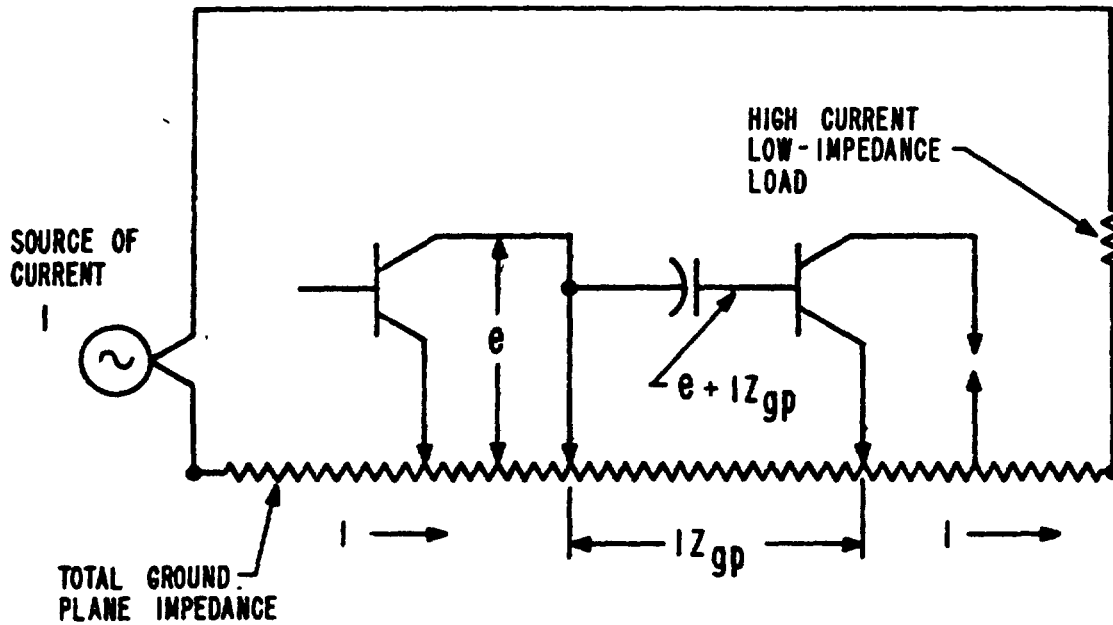 HIGH CURRENT
LOW-IMPEDANCE
LOAD
SOURCE OF
CURRENT
I
e
e + IZgp
I
IZgp
I
TOTAL GROUND
PLANE IMPEDANCE